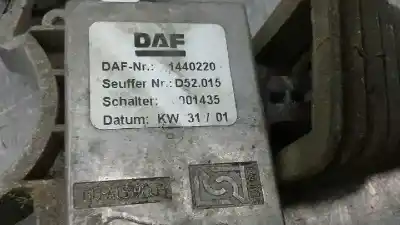 DAF
DAF-Nr.: 1440220
Seuffer Nr.: D52.015
Schalter: 001435
Datum: KW 31 / 01